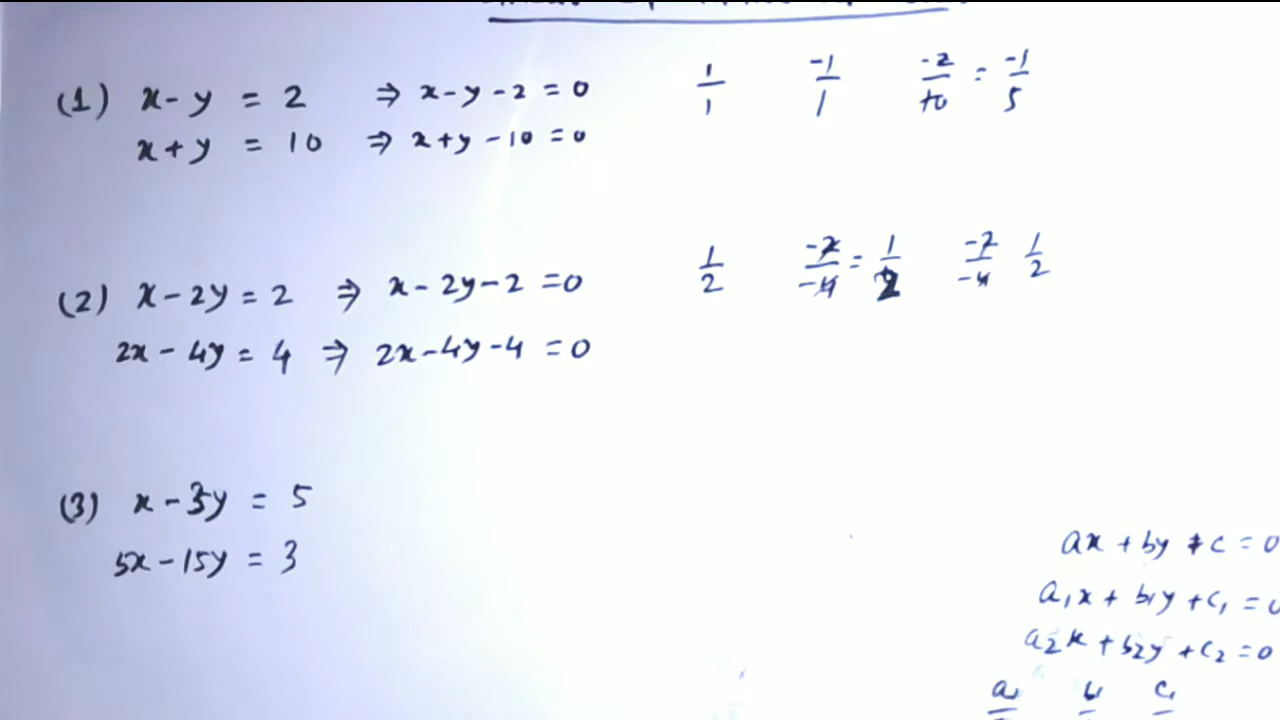 (1) x - y = 2 ⇒ x - y - 2 = 0 1/1 -1/1 -2/-10 = -1/5
x + y = 10 ⇒ x + y - 10 = 0
(2) x - 2y = 2 ⇒ x - 2y - 2 = 0 1/2 -2/-4 = 1/2 -2/-4 1/2
2x - 4y = 4 ⇒ 2x - 4y - 4 = 0
(3) x - 3y = 5
5x - 15y = 3
ax + by + c = 0
a₁x + b₁y + c₁ = 0
a₂x + b₂y + c₂ = 0
a₁ b₁ c₁